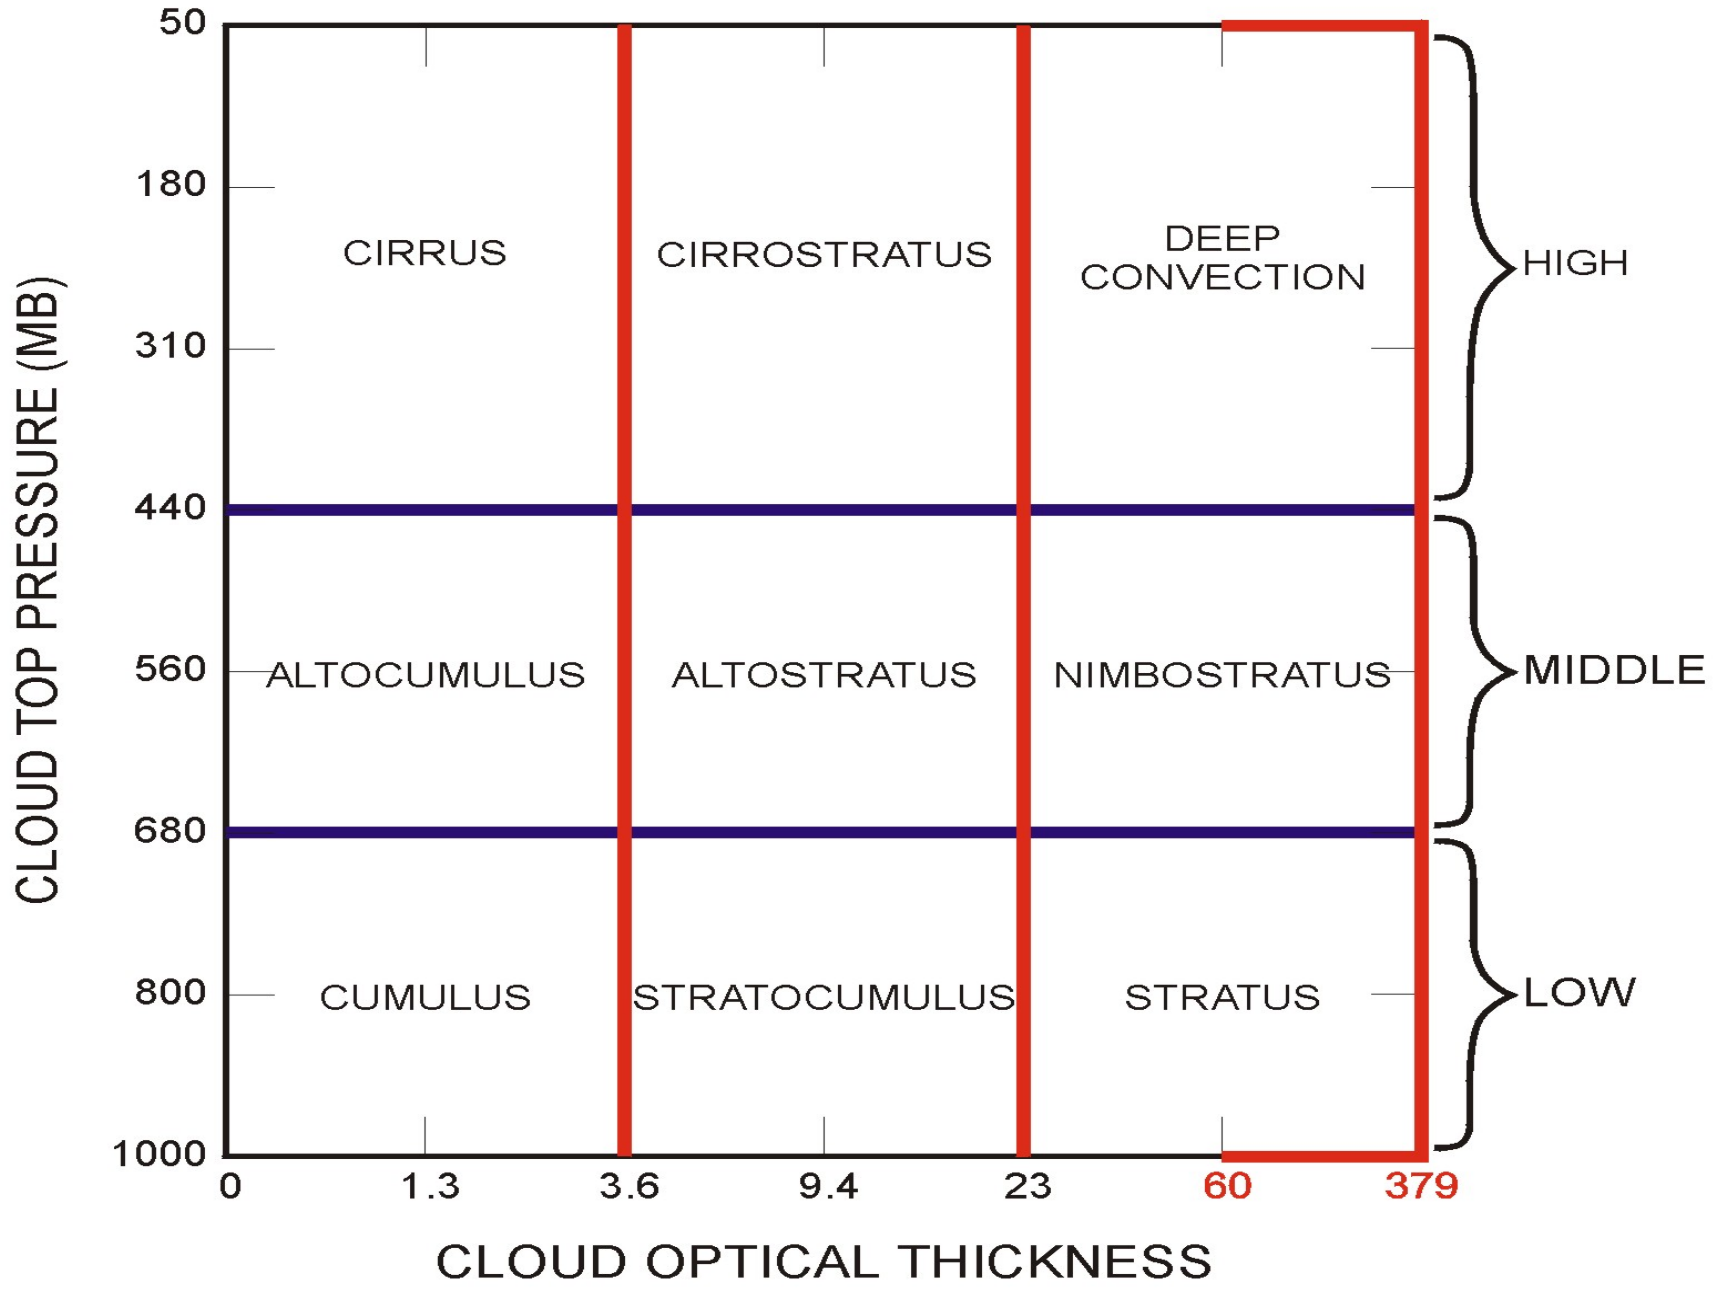 50
180
CIRRUS
CIRROSTRATUS
DEEP
CONVECTION
HIGH
310
CLOUD TOP PRESSURE (MB)
440
560
ALTOCUMULUS
ALTOSTRATUS
NIMBOSTRATUS
MIDDLE
680
800
CUMULUS
STRATOCUMULUS
STRATUS
LOW
1000
0 1.3 3.6 9.4 23 60 379
CLOUD OPTICAL THICKNESS